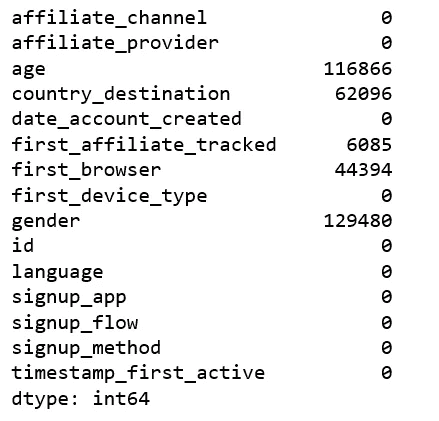 affiliate_channel 0
affiliate_provider 0
age 116866
country_destination 62096
date_account_created 0
first_affiliate_tracked 6085
first_browser 44394
first_device_type 0
gender 129480
id 0
language 0
signup_app 0
signup_flow 0
signup_method 0
timestamp_first_active 0
dtype: int64